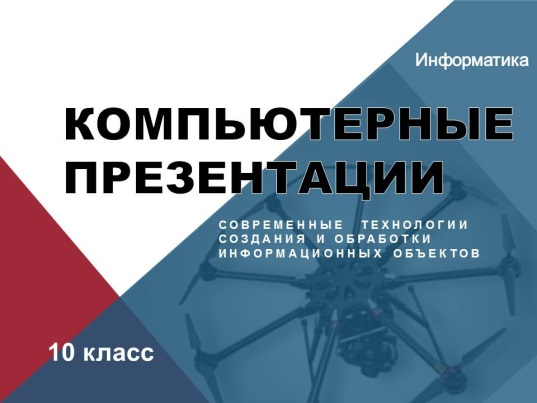 Информатика
КОМПЬЮТЕРНЫЕ
ПРЕЗЕНТАЦИИ
СОВРЕМЕННЫЕ ТЕХНОЛОГИИ
СОЗДАНИЯ И ОБРАБОТКИ
ИНФОРМАЦИОННЫХ ОБЪЕКТОВ
10 класс